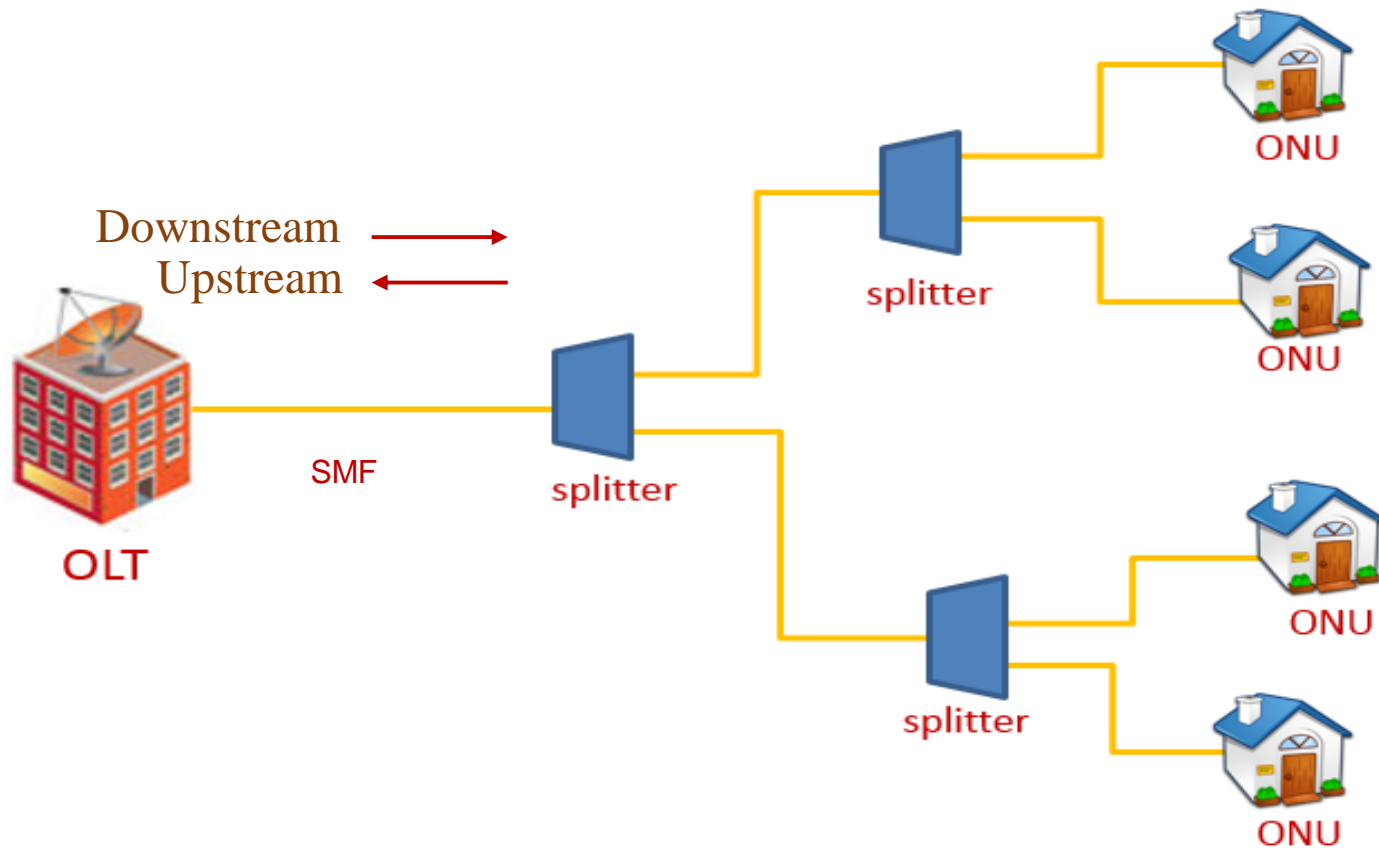 ONU
Downstream
Upstream
splitter
ONU
SMF
splitter
OLT
ONU
splitter
ONU